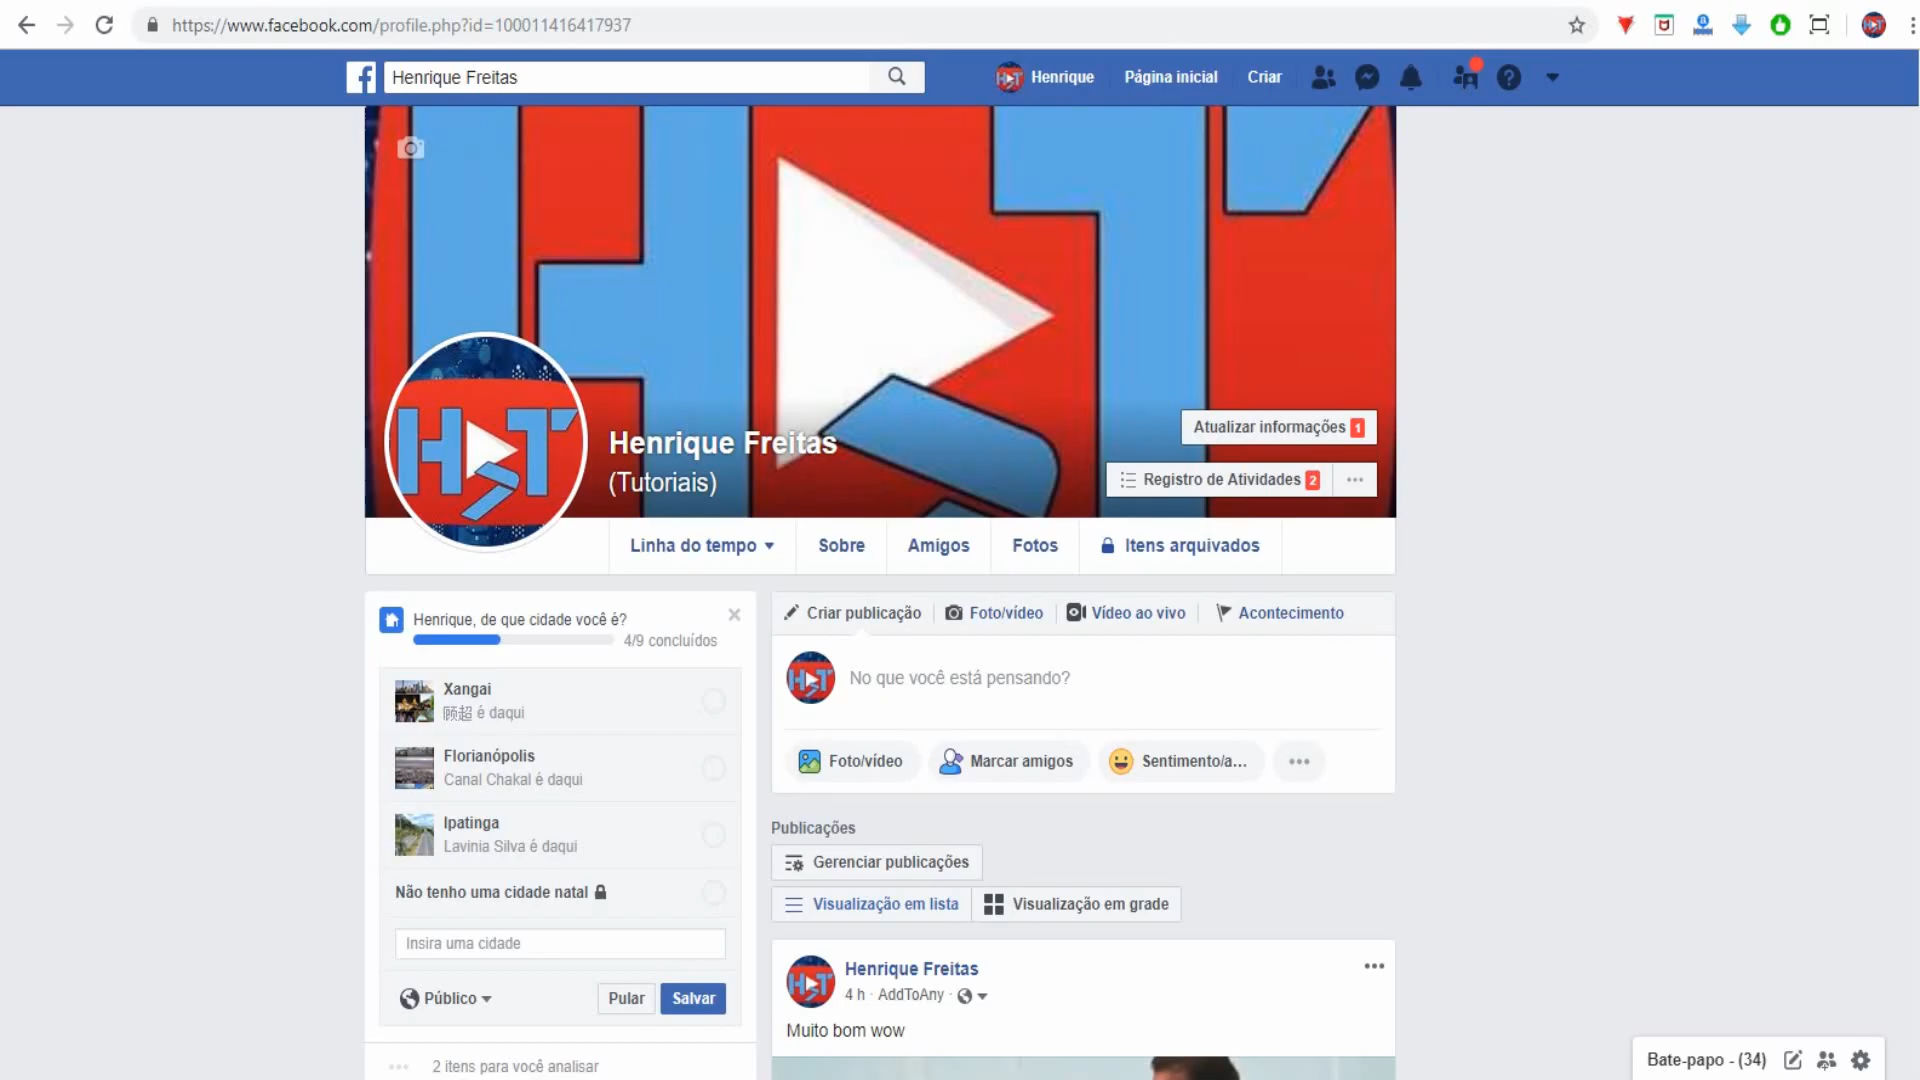 https://www.facebook.com/profile.php?id=100011416417937
Henrique Freitas
Henrique
Página inicial
Criar
HST
Henrique Freitas
(Tutoriais)
Atualizar informações 1
Registro de Atividades 2
Linha do tempo
Sobre
Amigos
Fotos
Itens arquivados
Henrique, de que cidade você é?
4/9 concluídos
Xangai
顾超 é daqui
Florianópolis
Canal Chakal é daqui
Ipatinga
Lavinia Silva é daqui
Não tenho uma cidade natal
Insira uma cidade
Público
Pular
Salvar
2 itens para você analisar
Criar publicação
Foto/vídeo
Vídeo ao vivo
Acontecimento
No que você está pensando?
Foto/vídeo
Marcar amigos
Sentimento/a...
Publicações
Gerenciar publicações
Visualização em lista
Visualização em grade
Henrique Freitas
4 h · AddToAny ·
Muito bom wow
Bate-papo - (34)